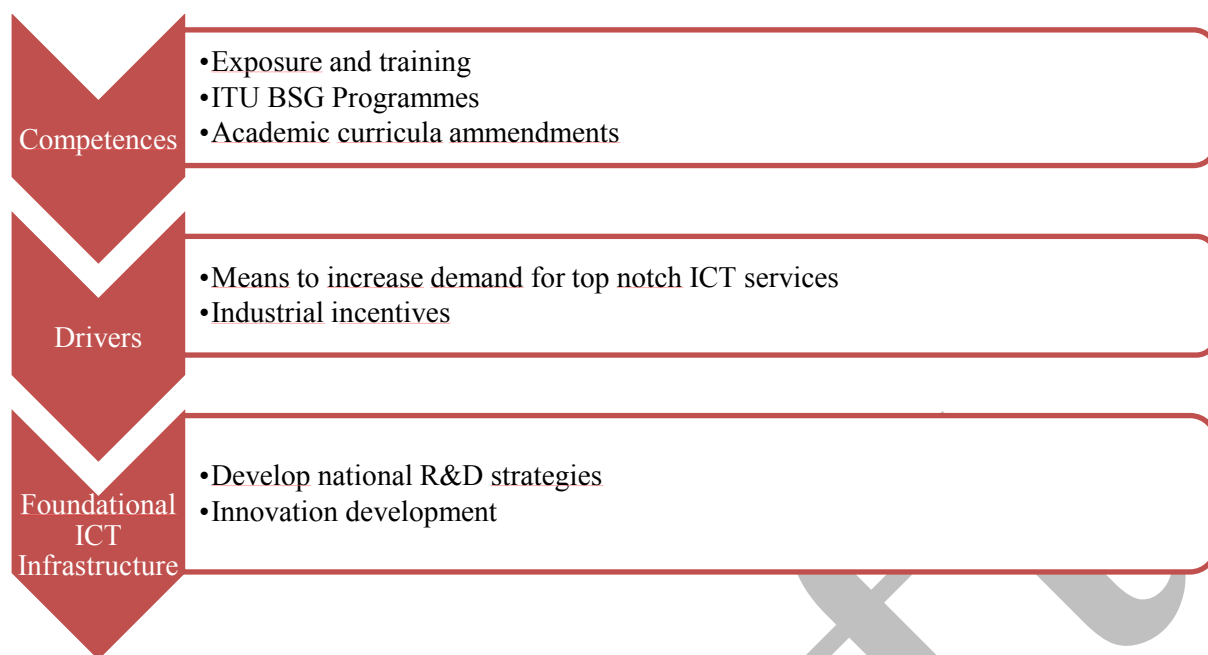 Competences
•Exposure and training
•ITU BSG Programmes
•Academic curricula ammendments
Drivers
•Means to increase demand for top notch ICT services
•Industrial incentives
Foundational
ICT
Infrastructure
•Develop national R&D strategies
•Innovation development